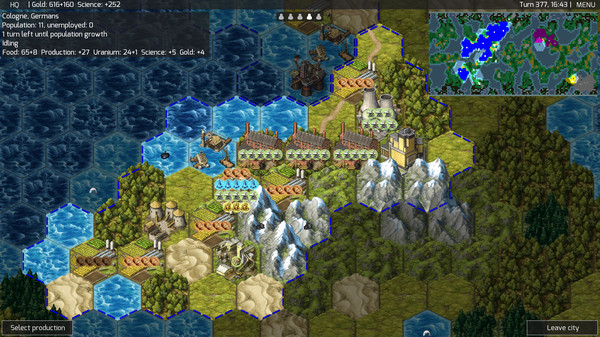 HQ | Gold: 616+160 Science: +252
Turn 377, 16:43 | MENU
Cologne, Germans
Population: 11, unemployed: 0
1 turn left until population growth
Idling
Food: 65+8 Production: +27 Uranium: 24+1 Science: +5 Gold: +4
Select production
Leave city